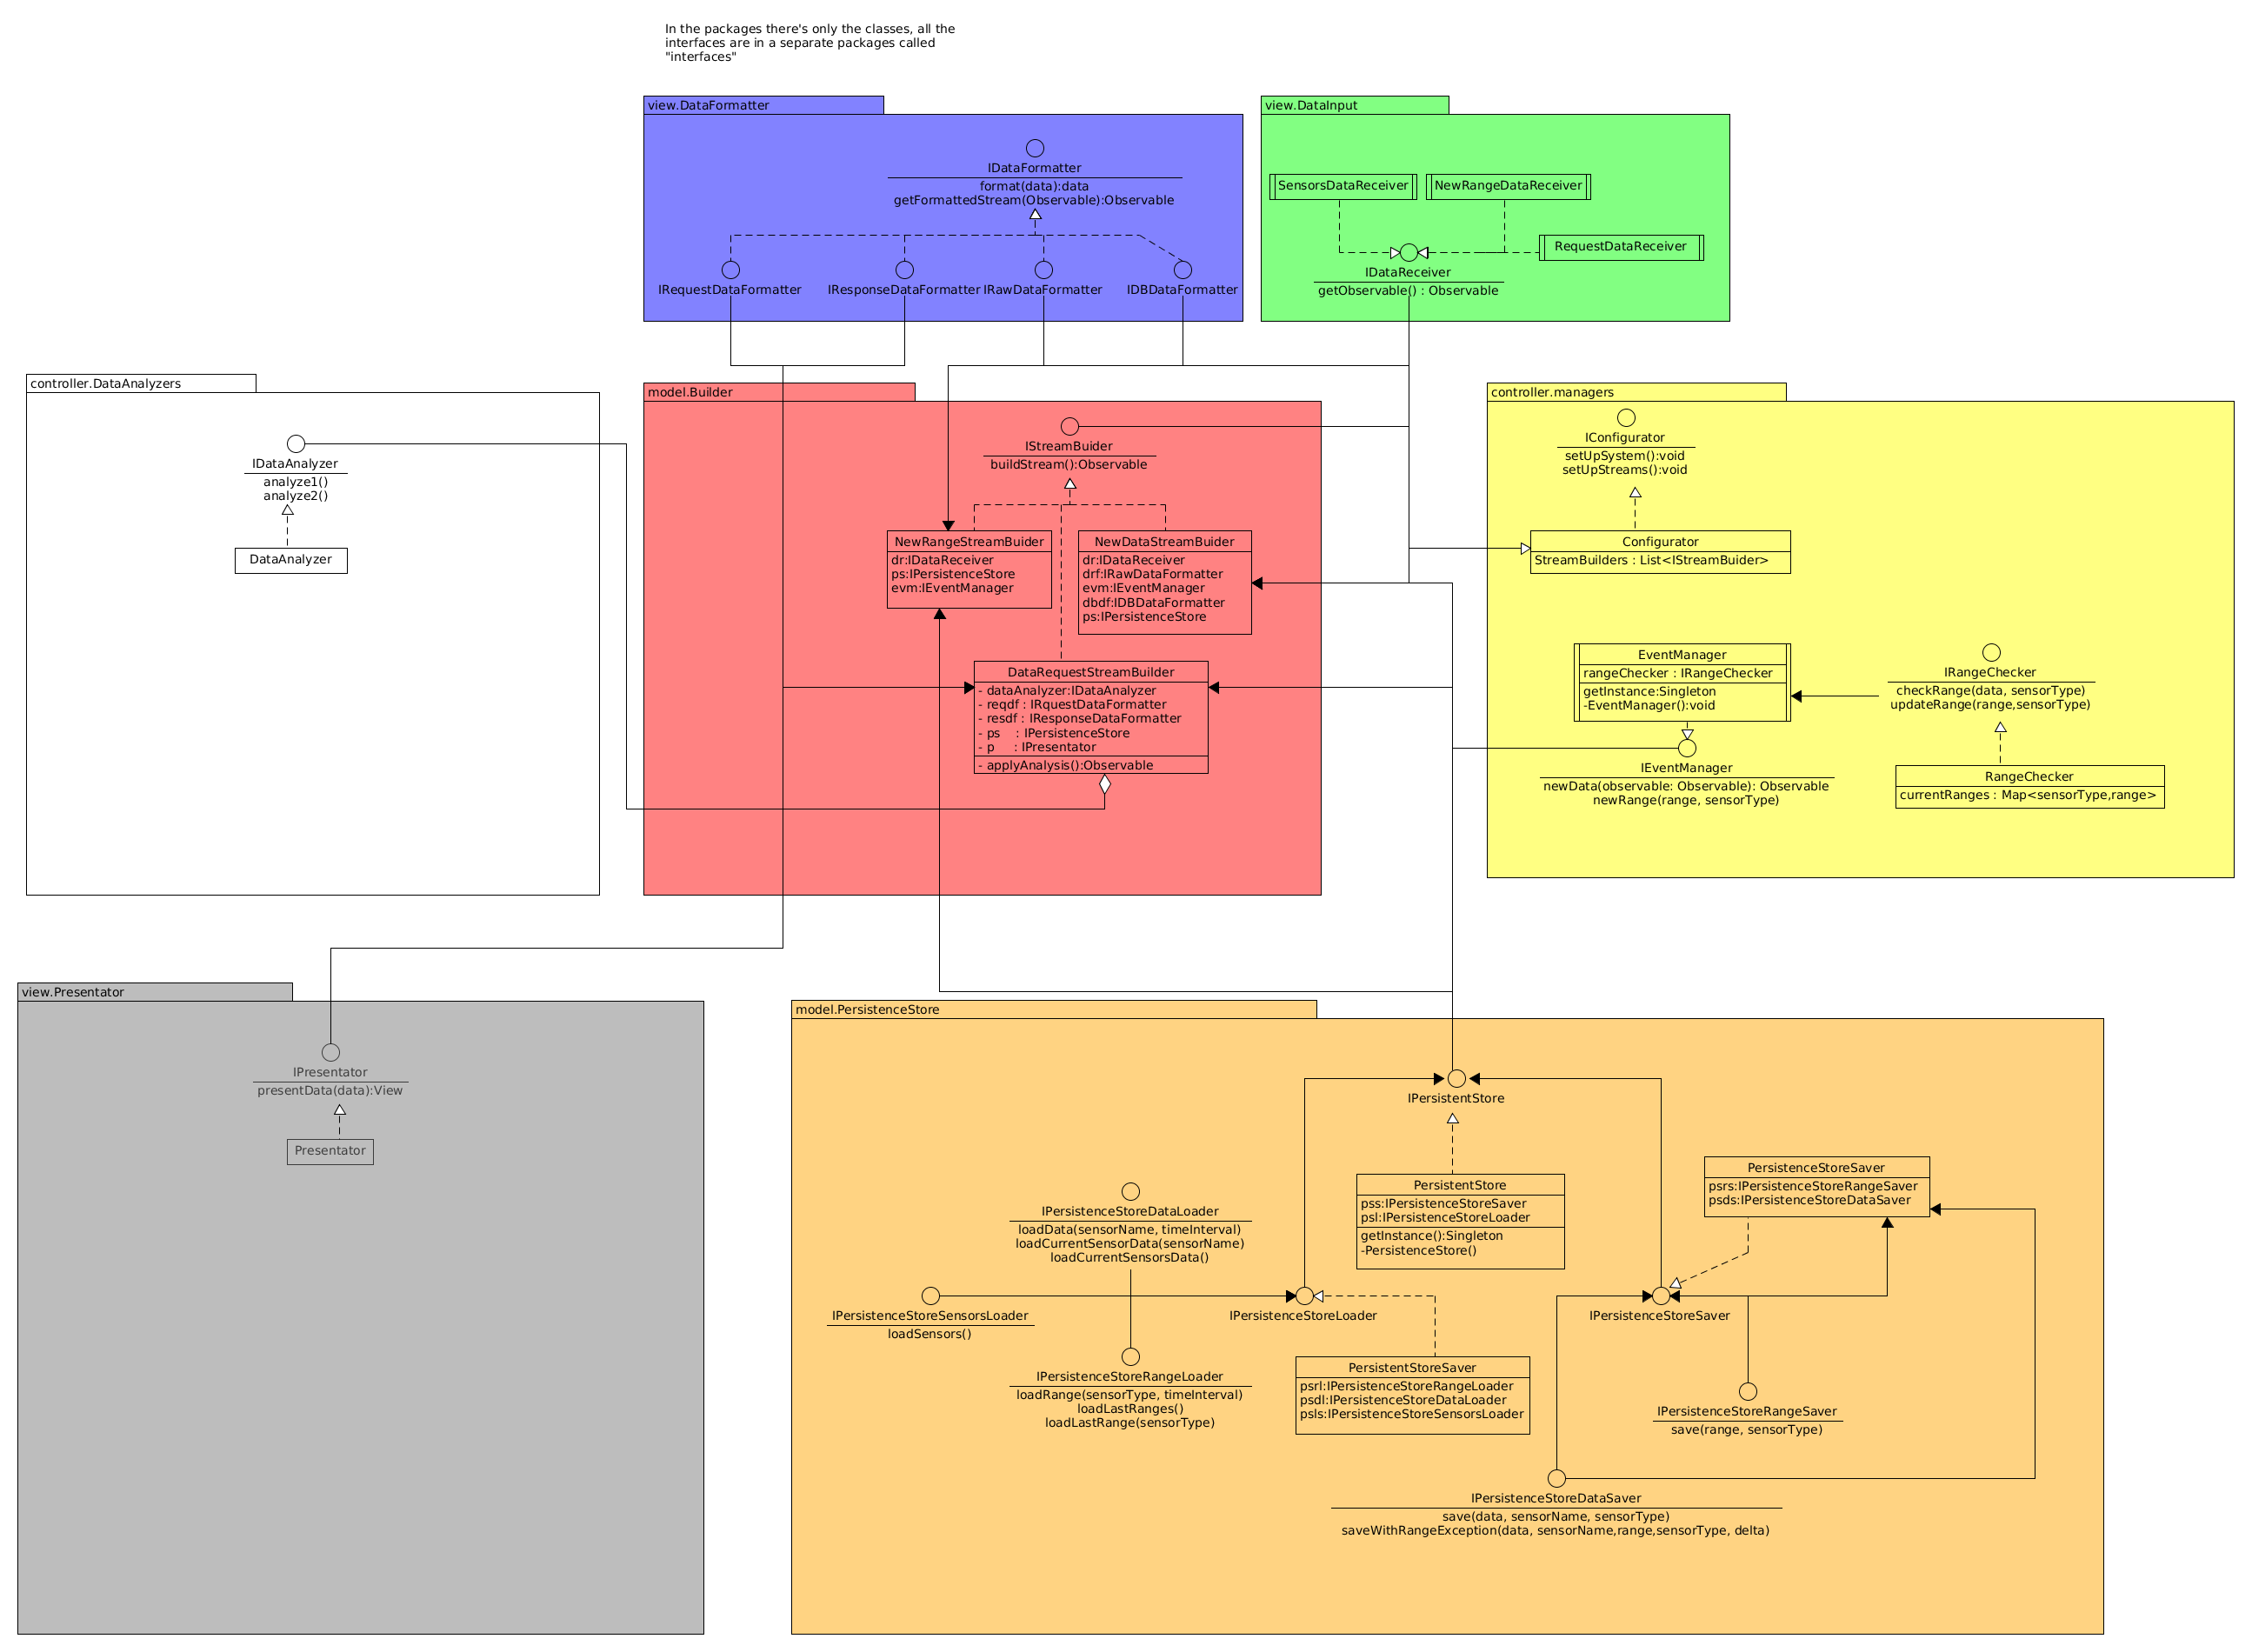 In the packages there's only the classes, all the
interfaces are in a separate packages called
"interfaces"
view.DataFormatter
IDataFormatter
format(data):data
getFormattedStream(Observable):Observable
IRequestDataFormatter
IResponseDataFormatter
IRawDataFormatter
IDBDataFormatter
view.DataInput
SensorsDataReceiver
NewRangeDataReceiver
RequestDataReceiver
IDataReceiver
getObservable() : Observable
controller.DataAnalyzers
IDataAnalyzer
analyze1()
analyze2()
DataAnalyzer
model.Builder
IStreamBuider
buildStream():Observable
NewRangeStreamBuider
dr:IDataReceiver
ps:IPersistenceStore
evm:IEventManager
NewDataStreamBuider
dr:IDataReceiver
drf:IRawDataFormatter
evm:IEventManager
dbdf:IDBDataFormatter
ps:IPersistenceStore
DataRequestStreamBuilder
- dataAnalyzer:IDataAnalyzer
- reqdf : IRquestDataFormatter
- resdf : IResponseDataFormatter
- ps : IPersistenceStore
- p : IPresentator
- applyAnalysis():Observable
controller.managers
IConfigurator
setUpSystem():void
setUpStreams():void
Configurator
StreamBuilders : List<IStreamBuider>
EventManager
rangeChecker : IRangeChecker
getInstance:Singleton
-EventManager():void
IEventManager
newData(observable: Observable): Observable
newRange(range, sensorType)
IRangeChecker
checkRange(data, sensorType)
updateRange(range,sensorType)
RangeChecker
currentRanges : Map<sensorType,range>
view.Presentator
IPresentator
presentData(data):View
Presentator
model.PersistenceStore
IPersistentStore
PersistentStore
pss:IPersistenceStoreSaver
psl:IPersistenceStoreLoader
getInstance():Singleton
-PersistenceStore()
PersistenceStoreSaver
psrs:IPersistenceStoreRangeSaver
psds:IPersistenceStoreDataSaver
IPersistenceStoreDataLoader
loadData(sensorName, timeInterval)
loadCurrentSensorData(sensorName)
loadCurrentSensorsData()
IPersistenceStoreSensorsLoader
loadSensors()
IPersistenceStoreLoader
IPersistenceStoreSaver
IPersistenceStoreRangeLoader
loadRange(sensorType, timeInterval)
loadLastRanges()
loadLastRange(sensorType)
PersistentStoreSaver
psrl:IPersistenceStoreRangeLoader
psdl:IPersistenceStoreDataLoader
psls:IPersistenceStoreSensorsLoader
IPersistenceStoreRangeSaver
save(range, sensorType)
IPersistenceStoreDataSaver
save(data, sensorName, sensorType)
saveWithRangeException(data, sensorName,range,sensorType, delta)